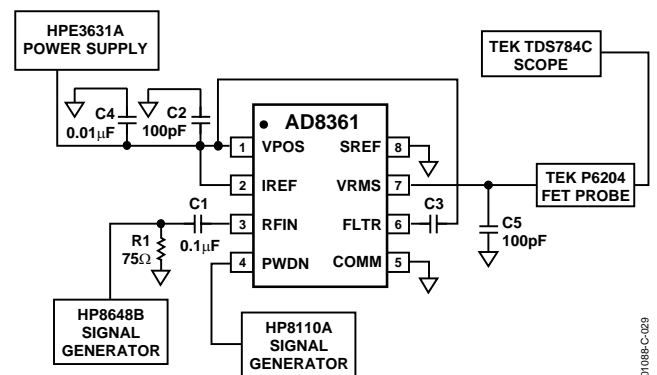 HPE3631A
POWER SUPPLY
TEK TDS784C
SCOPE
C4
0.01μF
C2
100pF
AD8361
1 VPOS SREF 8
2 IREF VRMS 7
TEK P6204
FET PROBE
C1
0.1μF
3 RFIN FLTR 6
C3
C5
100pF
R1
75Ω
4 PWDN COMM 5
HP8648B
SIGNAL
GENERATOR
HP8110A
SIGNAL
GENERATOR
01088-C-029